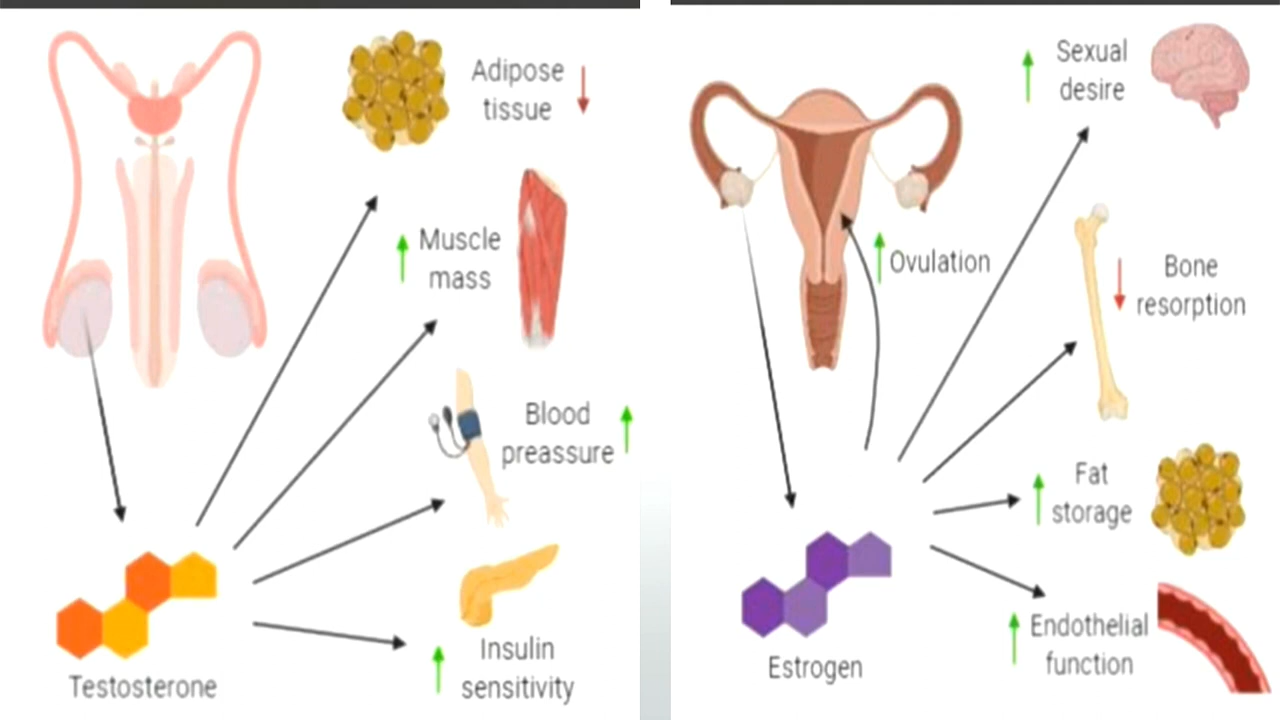 Adipose
tissue
Muscle
mass
Blood
preassure
Insulin
sensitivity
Testosterone
Sexual
desire
Ovulation
Bone
resorption
Fat
storage
Endothelial
function
Estrogen